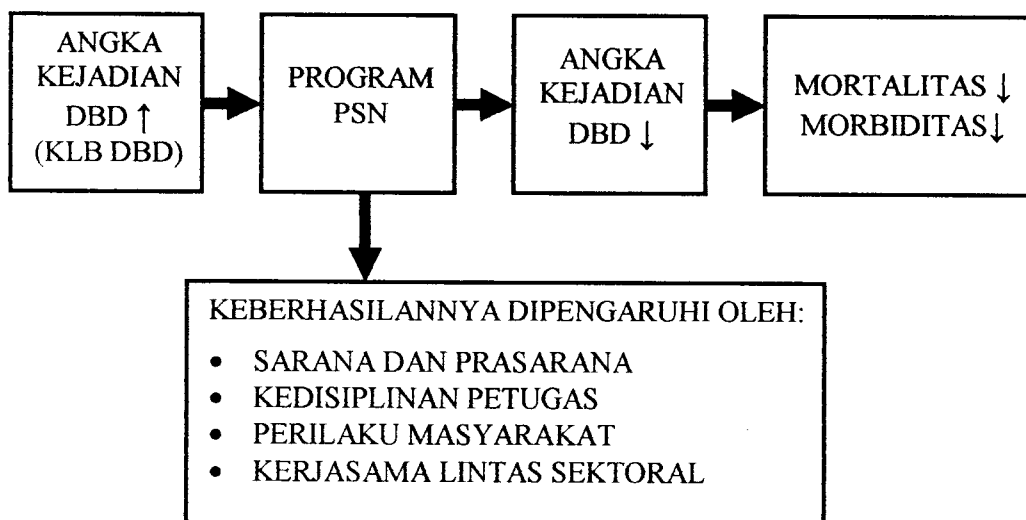 ANGKA
KEJADIAN
DBD ↑
(KLB DBD)
PROGRAM
PSN
ANGKA
KEJADIAN
DBD ↓
MORTALITAS ↓
MORBIDITAS↓
KEBERHASILANNYA DIPENGARUHI OLEH:
• SARANA DAN PRASARANA
• KEDISIPLINAN PETUGAS
• PERILAKU MASYARAKAT
• KERJASAMA LINTAS SEKTORAL